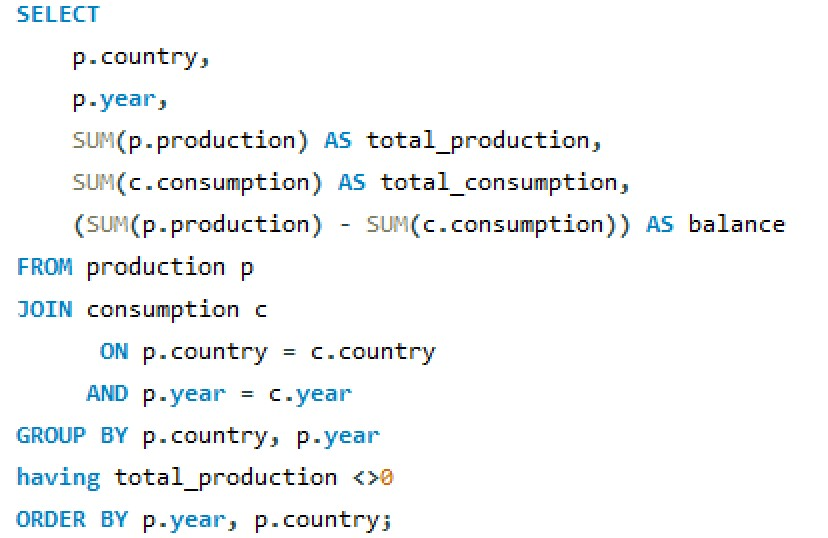 SELECT
p.country,
p.year,
SUM(p.production) AS total_production,
SUM(c.consumption) AS total_consumption,
(SUM(p.production) - SUM(c.consumption)) AS balance
FROM production p
JOIN consumption c
ON p.country = c.country
AND p.year = c.year
GROUP BY p.country, p.year
having total_production <>0
ORDER BY p.year, p.country;